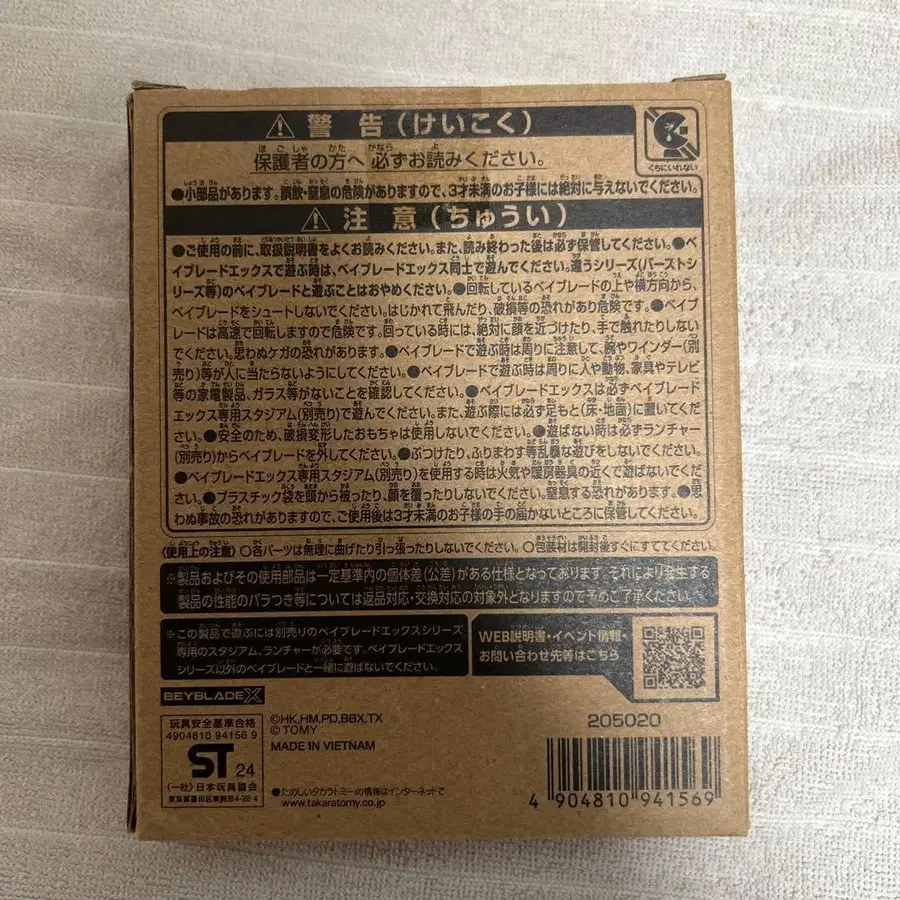 警告(けいこく)
保護者の方へ 必ずお読みください。
くちにいれない
●小部品があります。誤飲・窒息の危険がありますので、3才未満のお子様には絶対に与えないでください。
注意(ちゅうい)
●ご使用の前に、取扱説明書をよくお読みください。また、読み終わった後は必ず保管してください。●ベ
イブレードエックスで遊ぶ時は、ベイブレードエックス同士で遊んでください。違うシリーズ(バーストシ
リーズ等)のベイブレードと遊ぶことはおやめください。●回転しているベイブレードの上や横方向から、
ベイブレードをシュートしないでください。はじかれて飛んだり、破損等の恐れがあり危険です。●ベイブ
レードは高速で回転しますので危険です。回っている時には、絶対に顔を近づけたり、手で触れたりしない
でください。思わぬケガの恐れがあります。●ベイブレードで遊ぶ時は周りに注意して、腕やワインダー(別
売り)等が人に当たらないようにしてください。●ベイブレードで遊ぶ時は周りに人や動物、家具やテレビ
等の家電製品、ガラス等がないことを確認してください。●ベイブレードエックスは必ずベイブレード
エックス専用スタジアム(別売り)で遊んでください。また、遊ぶ際には必ず足もと(床・地面)に置いてくだ
さい。●安全のため、破損変形したおもちゃは使用しないでください。●遊ばない時は必ずランチャー
(別売り)からベイブレードを外してください。●ぶつけたり、ふりまわす等乱暴な遊びをしないでください。
●ベイブレードエックス専用スタジアム(別売り)を使用する時は火気や暖房器具の近くで遊ばないでくだ
さい。●プラスチック袋を頭から被ったり、顔を覆ったりしないでください。窒息する恐れがあります。●思
わぬ事故の恐れがありますので、ご使用後は3才未満のお子様の手の届かないところに保管してください。
〈使用上の注意〉○各パーツは無理に曲げたり引っ張ったりしないでください。○包装材は開封後すぐにすててください。
※製品およびその使用部品は一定基準内の個体差(公差)がある仕様となっております。それにより発生する
製品の性能のバラつき等については返品対応・交換対応の対象外となりますので予めご了承ください。
※この製品で遊ぶには別売りのベイブレードエックスシリーズ
専用のスタジアム、ランチャーが必要です。ベイブレードエックス
シリーズ以外のベイブレードと一緒に遊ばないでください。
WEB説明書・イベント情報・
お問い合わせ先等はこちら
BEYBLADE X
玩具安全基準合格
4904810 94156 9
ST 24
(一社)日本玩具協会
東京都墨田区東駒形4-22-4
©HK,HM,PD,BBX,TX
© TOMY
MADE IN VIETNAM
●たのしいタカラトミーの情報はインターネットで
www.takaratomy.co.jp
205020
4 904810 941569